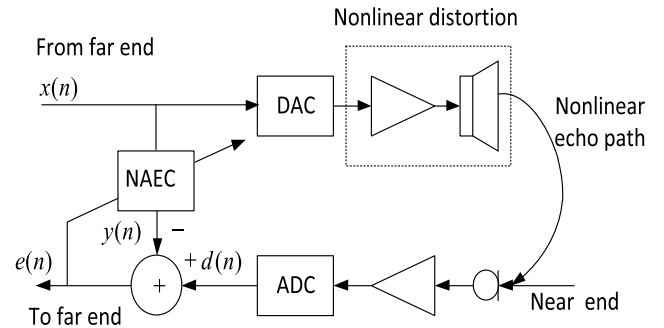 Nonlinear distortion
From far end
x(n)
DAC
Nonlinear
echo path
NAEC
y(n)
−
e(n)
+
+ d(n)
ADC
To far end
Near end